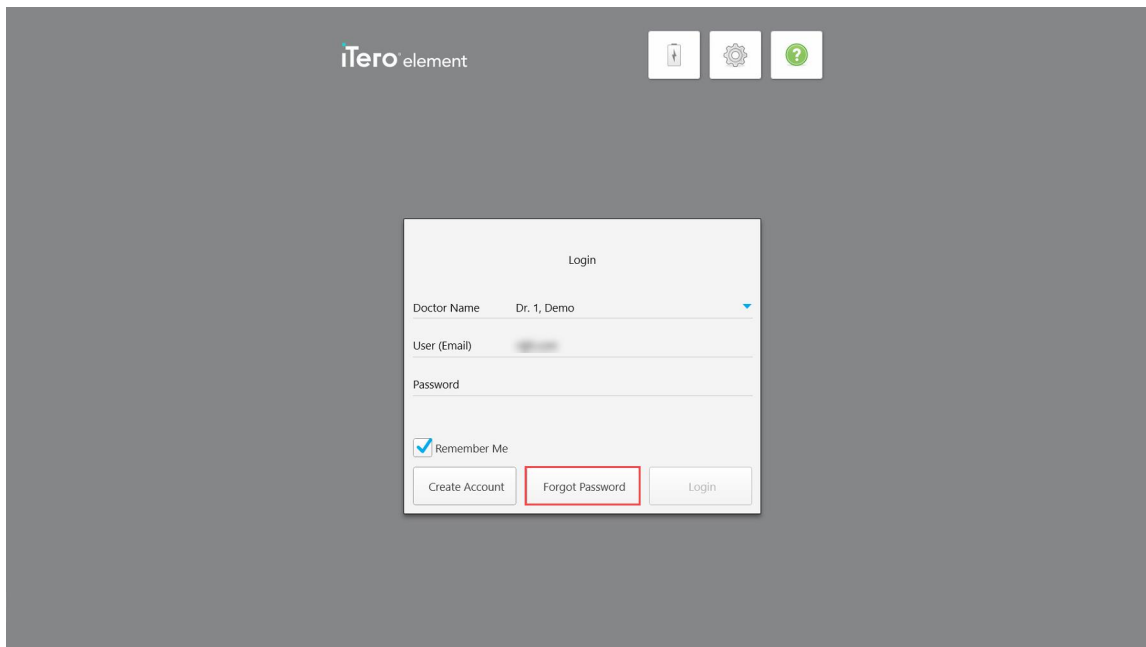 iTero element
?
Login
Doctor Name Dr. 1, Demo
User (Email)
Password
Remember Me
Create Account Forgot Password Login